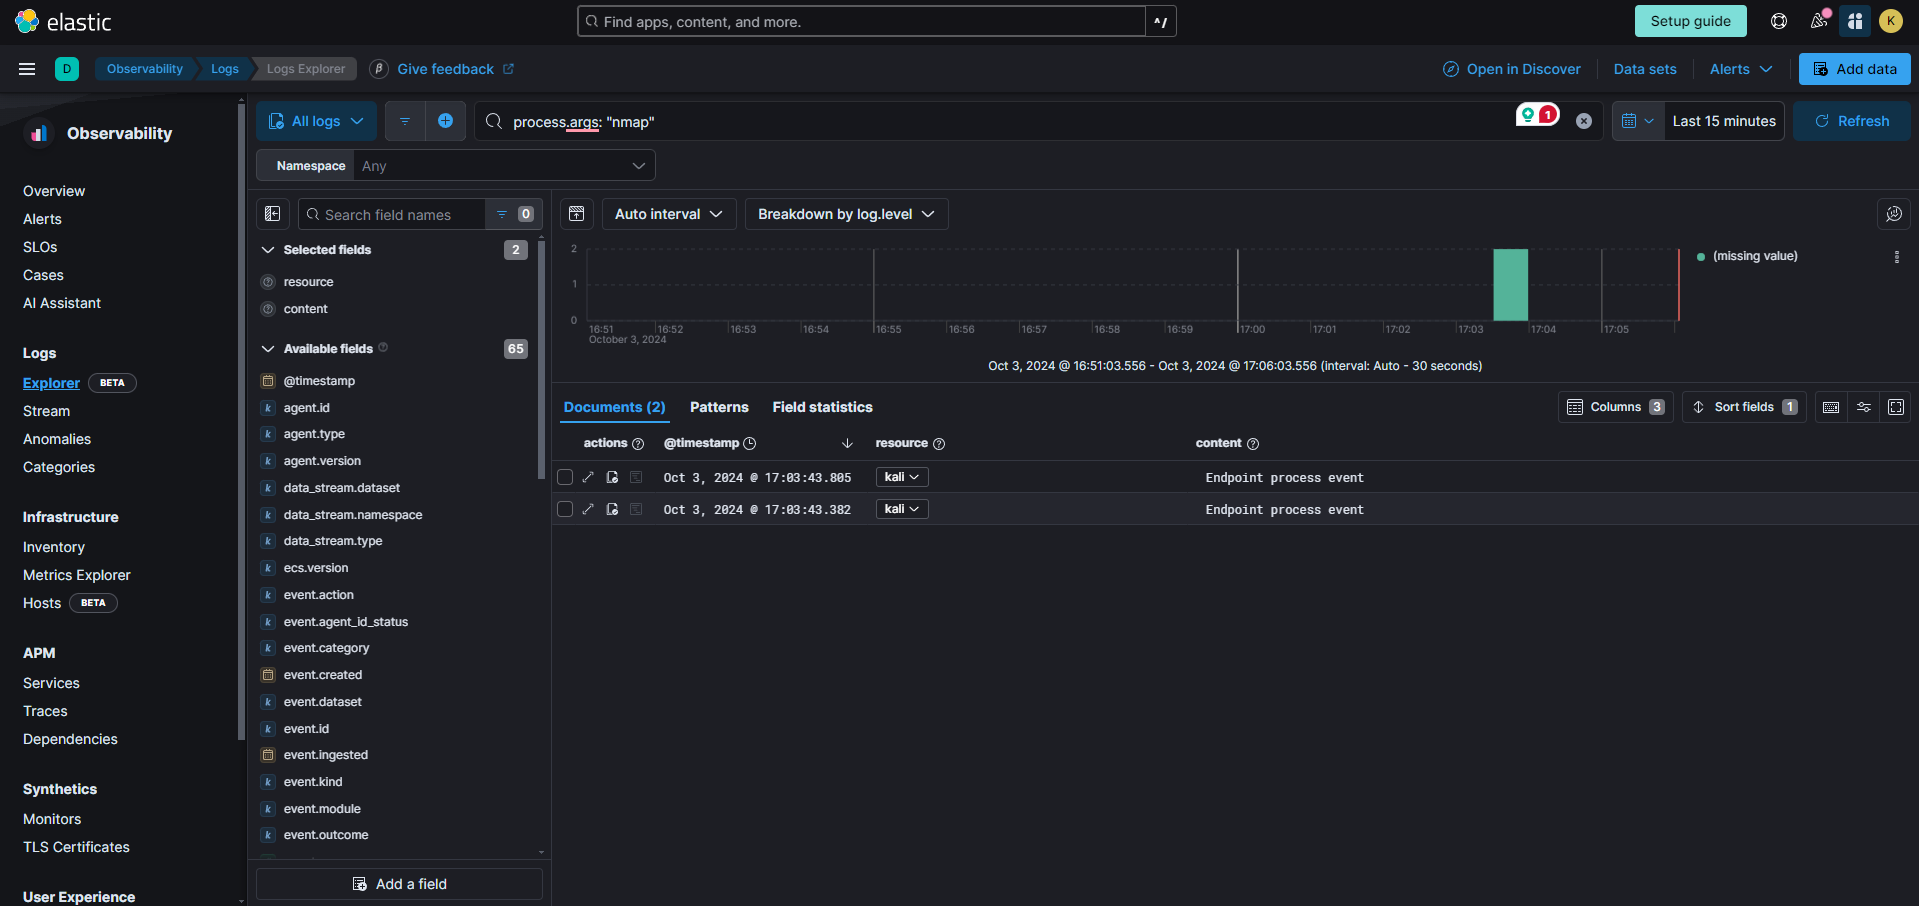 elastic
Find apps, content, and more.
^/
Setup guide
K
D
Observability
Logs
Logs Explorer
β
Give feedback
Open in Discover
Data sets
Alerts
Add data
Observability
Overview
Alerts
SLOs
Cases
AI Assistant
Logs
Explorer BETA
Stream
Anomalies
Categories
Infrastructure
Inventory
Metrics Explorer
Hosts BETA
APM
Services
Traces
Dependencies
Synthetics
Monitors
TLS Certificates
User Experience
All logs
process.args: "nmap"
1
Last 15 minutes
Refresh
Namespace Any
Search field names
0
Selected fields 2
resource
content
Available fields 65
@timestamp
k agent.id
k agent.type
k agent.version
k data_stream.dataset
k data_stream.namespace
k data_stream.type
k ecs.version
k event.action
k event.agent_id_status
k event.category
event.created
k event.dataset
k event.id
event.ingested
k event.kind
k event.module
k event.outcome
Add a field
Auto interval
Breakdown by log.level
2
1
0
16:51 16:52 16:53 16:54 16:55 16:56 16:57 16:58 16:59 17:00 17:01 17:02 17:03 17:04 17:05
October 3, 2024
(missing value)
Oct 3, 2024 @ 16:51:03.556 - Oct 3, 2024 @ 17:06:03.556 (interval: Auto - 30 seconds)
Documents (2) Patterns Field statistics
Columns 3
Sort fields 1
actions @timestamp resource content
Oct 3, 2024 @ 17:03:43.805 kali Endpoint process event
Oct 3, 2024 @ 17:03:43.382 kali Endpoint process event